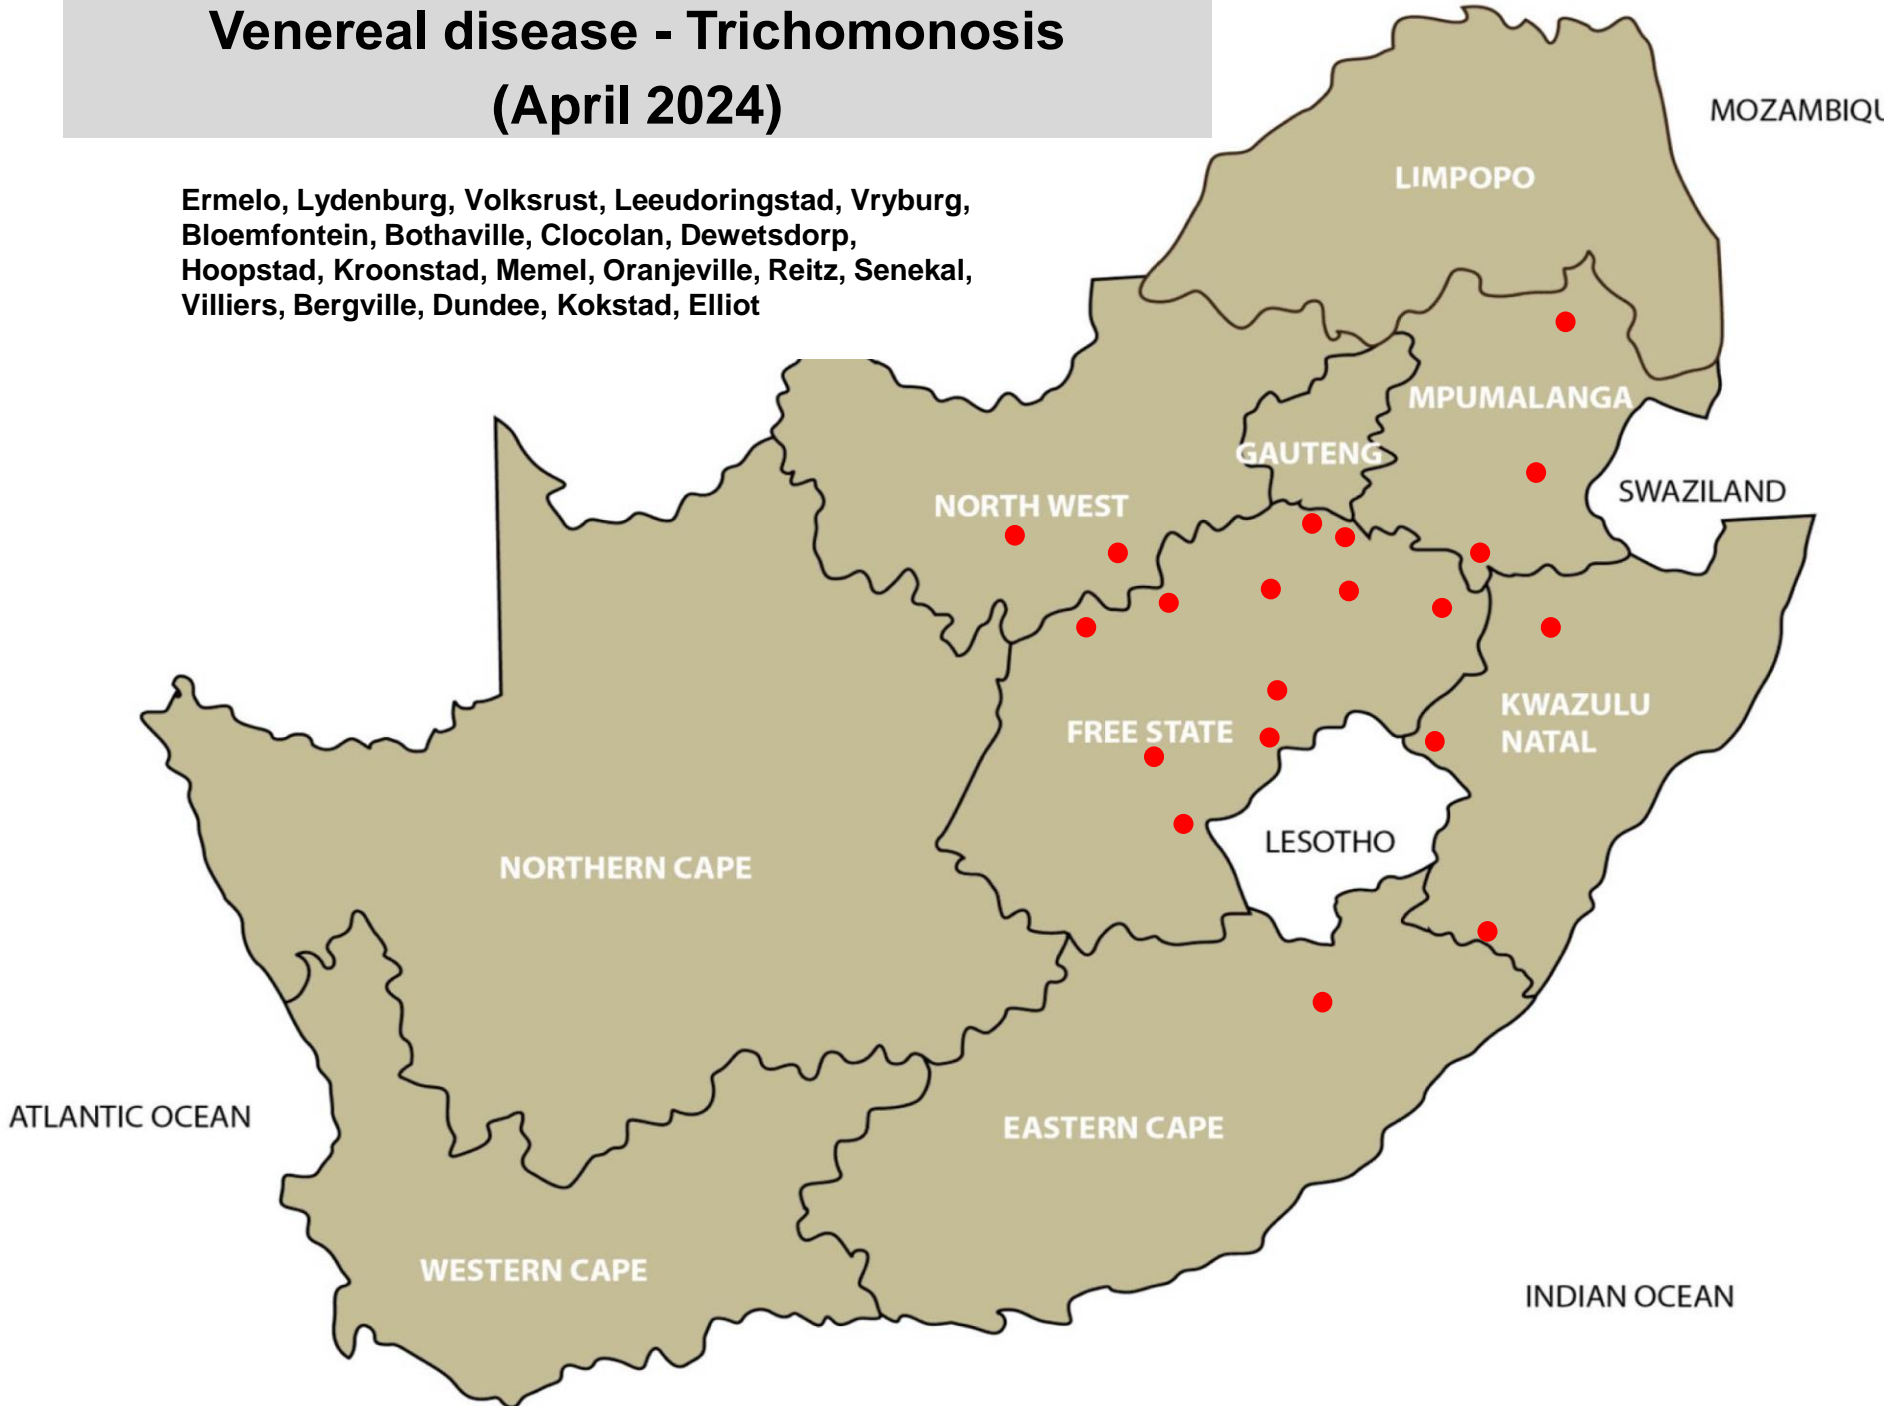 Venereal disease - Trichomonosis
(April 2024)
Ermelo, Lydenburg, Volksrust, Leeudoringstad, Vryburg,
Bloemfontein, Bothaville, Clocolan, Dewetsdorp,
Hoopstad, Kroonstad, Memel, Oranjeville, Reitz, Senekal,
Villiers, Bergville, Dundee, Kokstad, Elliot
MOZAMBIQU
LIMPOPO
MPUMALANGA
GAUTENG
SWAZILAND
NORTH WEST
KWAZULU
NATAL
FREE STATE
LESOTHO
NORTHERN CAPE
ATLANTIC OCEAN
EASTERN CAPE
WESTERN CAPE
INDIAN OCEAN